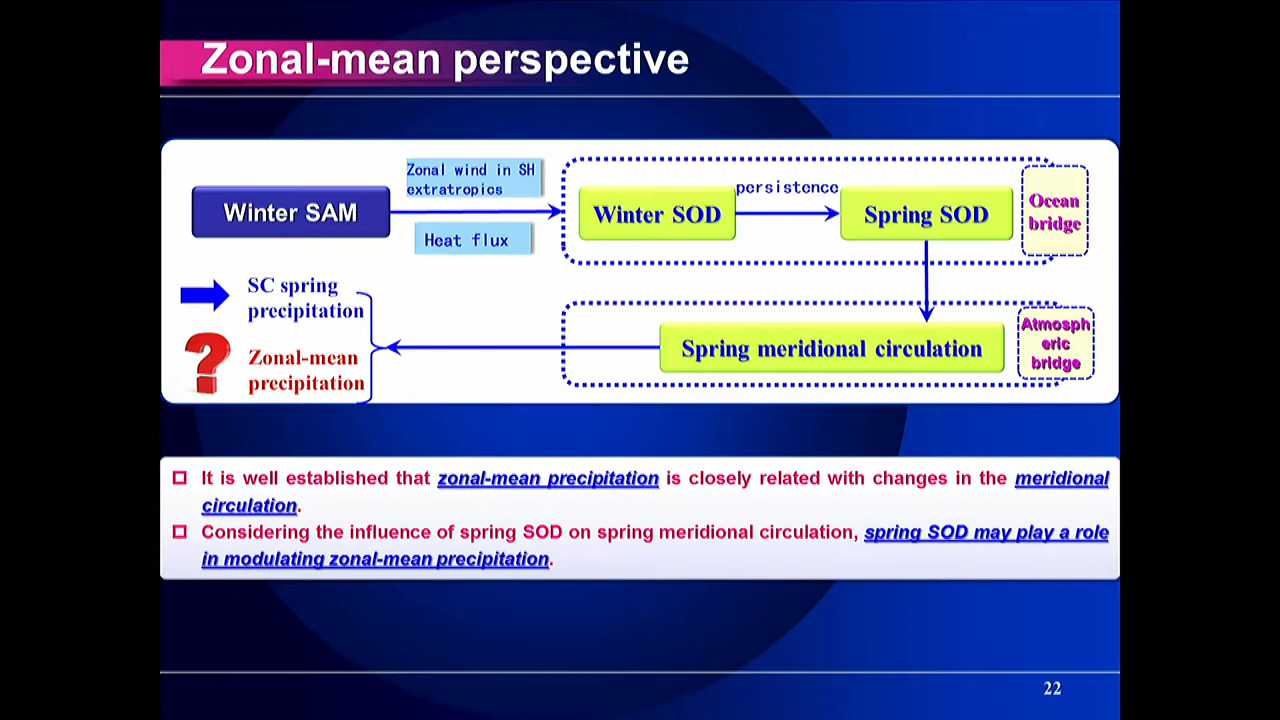 Zonal-mean perspective
Zonal wind in SH
extratropics
Winter SAM
Heat flux
Winter SOD
persistence
Spring SOD
Ocean
bridge
SC spring
precipitation
Zonal-mean
precipitation
Spring meridional circulation
Atmosph
eric
bridge
It is well established that zonal-mean precipitation is closely related with changes in the meridional
circulation.
Considering the influence of spring SOD on spring meridional circulation, spring SOD may play a role
in modulating zonal-mean precipitation.
22